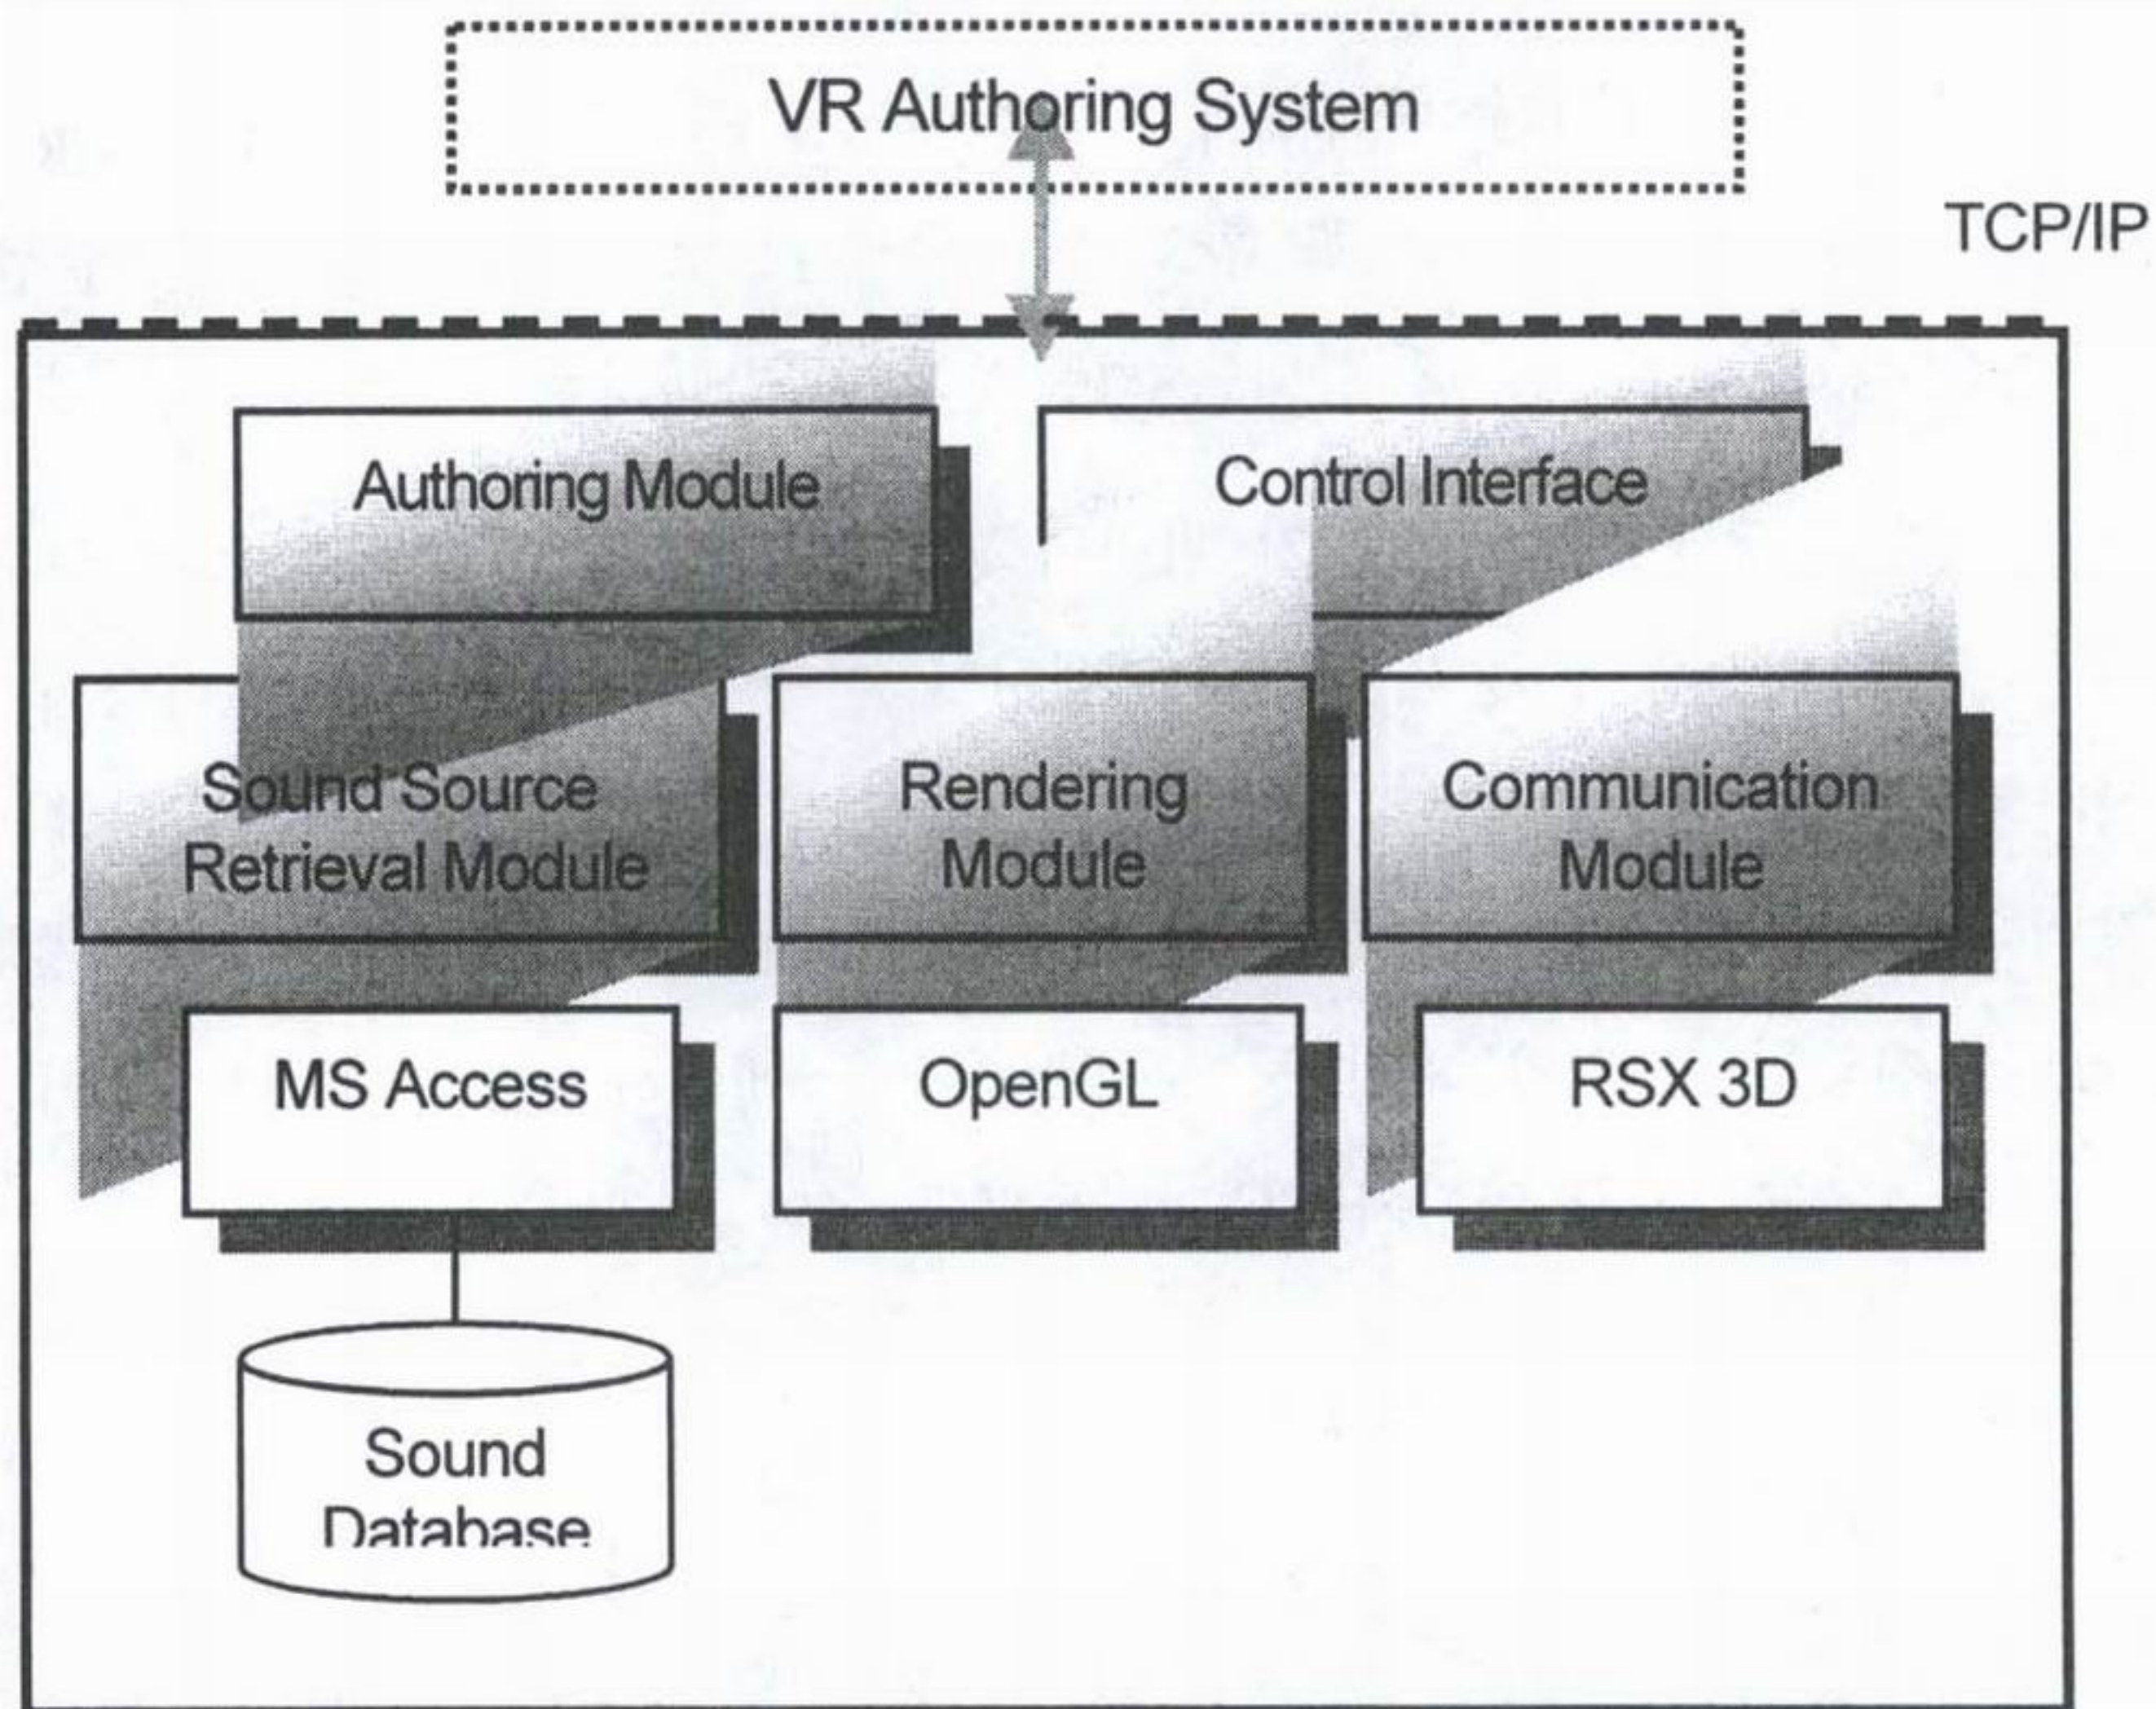 VR Authoring System
TCP/IP
Authoring Module
Control Interface
Sound Source
Retrieval Module
Rendering
Module
Communication
Module
MS Access
OpenGL
RSX 3D
Sound
Database